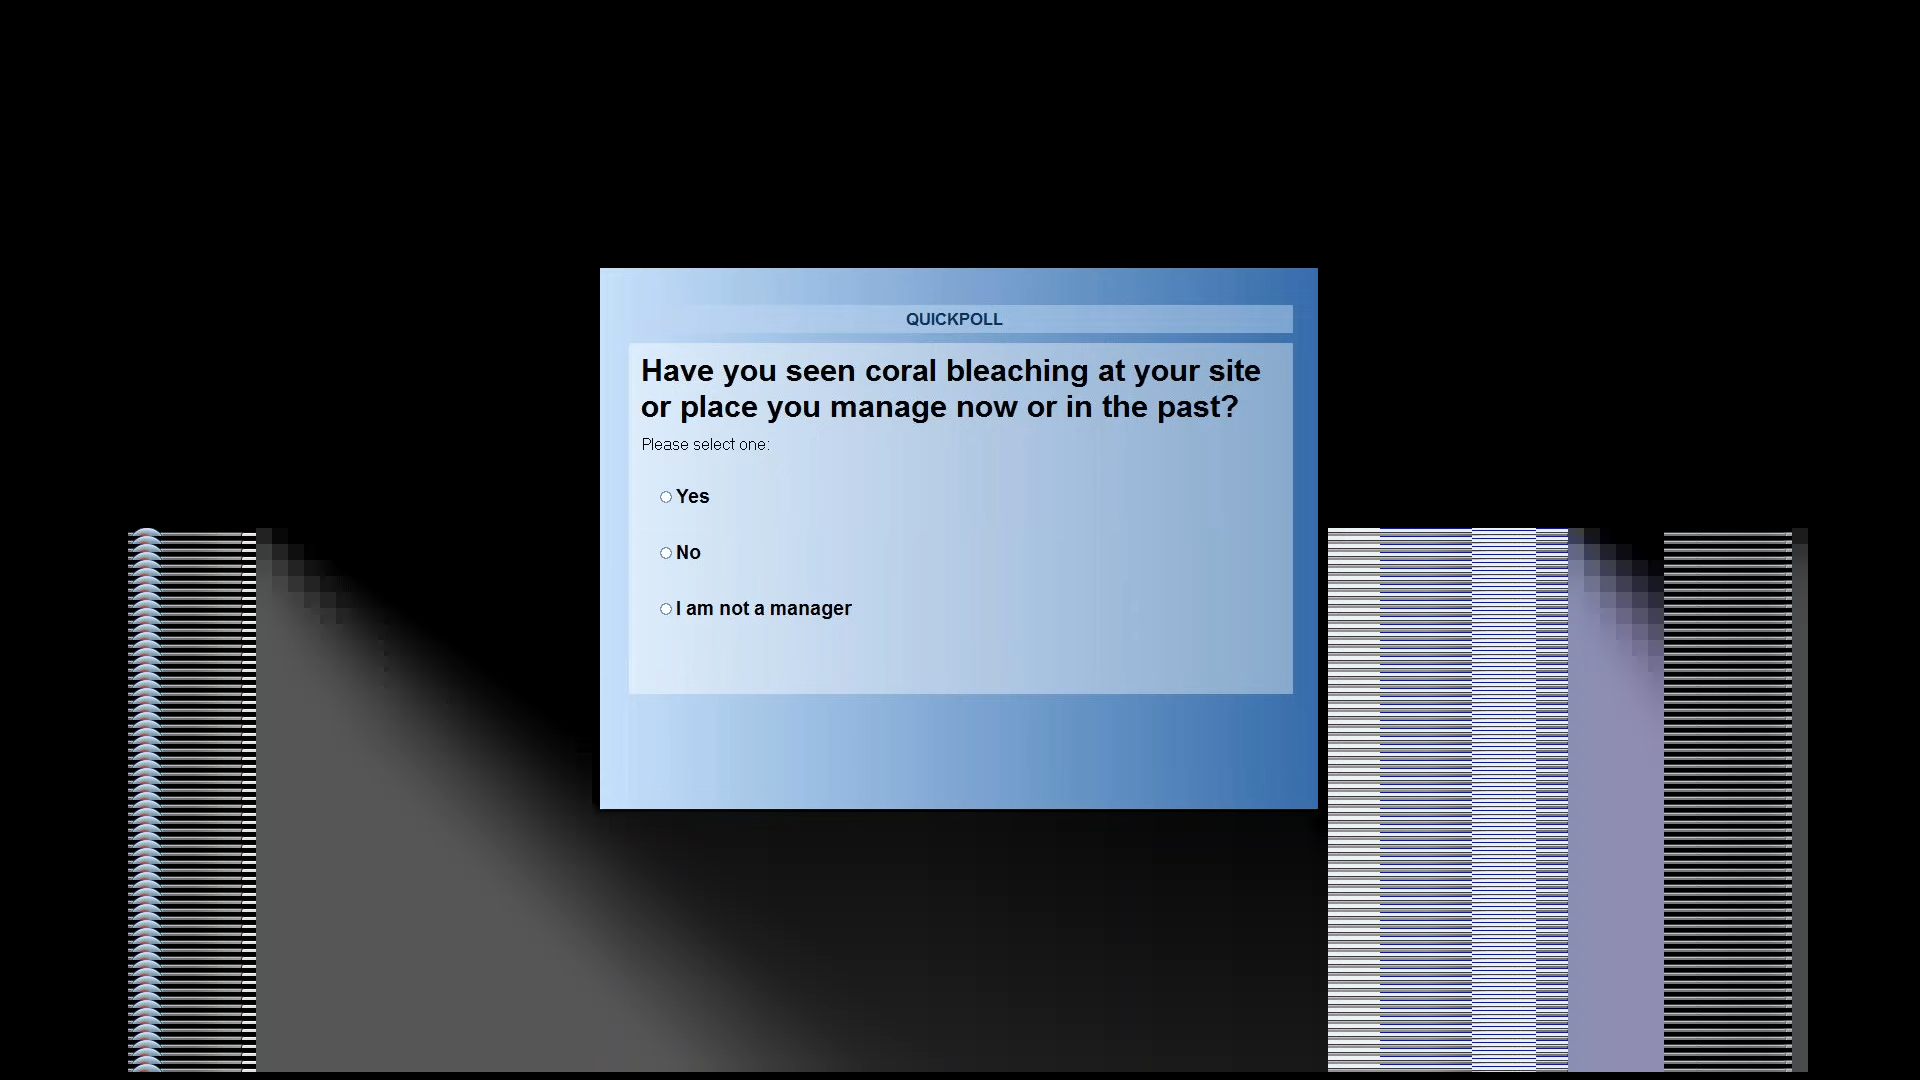 QUICKPOLL
Have you seen coral bleaching at your site
or place you manage now or in the past?
Please select one:
Yes
No
I am not a manager